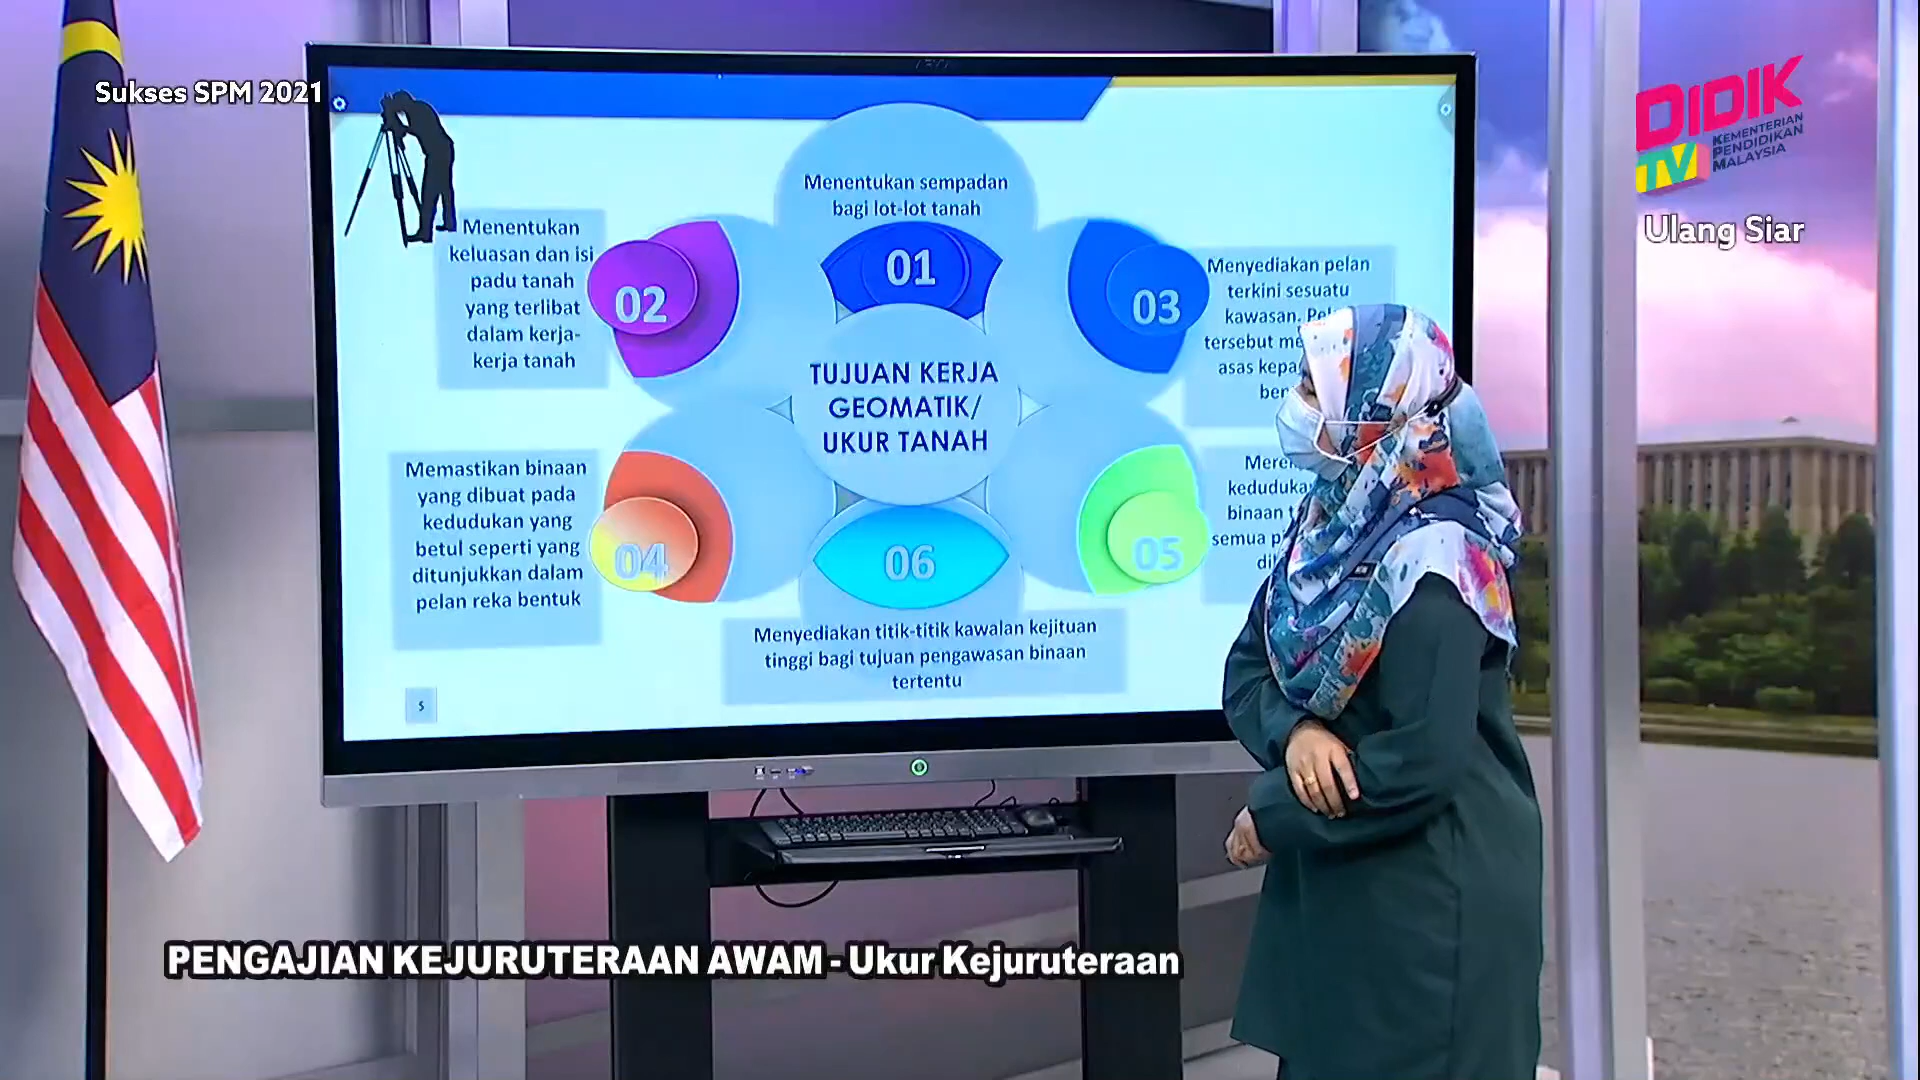 Sukses SPM 2021
DIDIK
TV
KEMENTERIAN
PENDIDIKAN
MALAYSIA
Ulang Siar
Menentukan sempadan
bagi lot-lot tanah
01
Menentukan
keluasan dan isi
padu tanah
yang terlibat
dalam kerja-
kerja tanah
02
03
Menyediakan pelan
terkini sesuatu
kawasan.
tersebut
asas
TUJUAN KERJA
GEOMATIK/
UKUR TANAH
Memastikan binaan
yang dibuat pada
kedudukan yang
betul seperti yang
ditunjukkan dalam
pelan reka bentuk
04
05
binaan
semua
06
Menyediakan titik-titik kawalan kejituan
tinggi bagi tujuan pengawasan binaan
tertentu
5
PENGAJIAN KEJURUTERAAN AWAM - Ukur Kejuruteraan